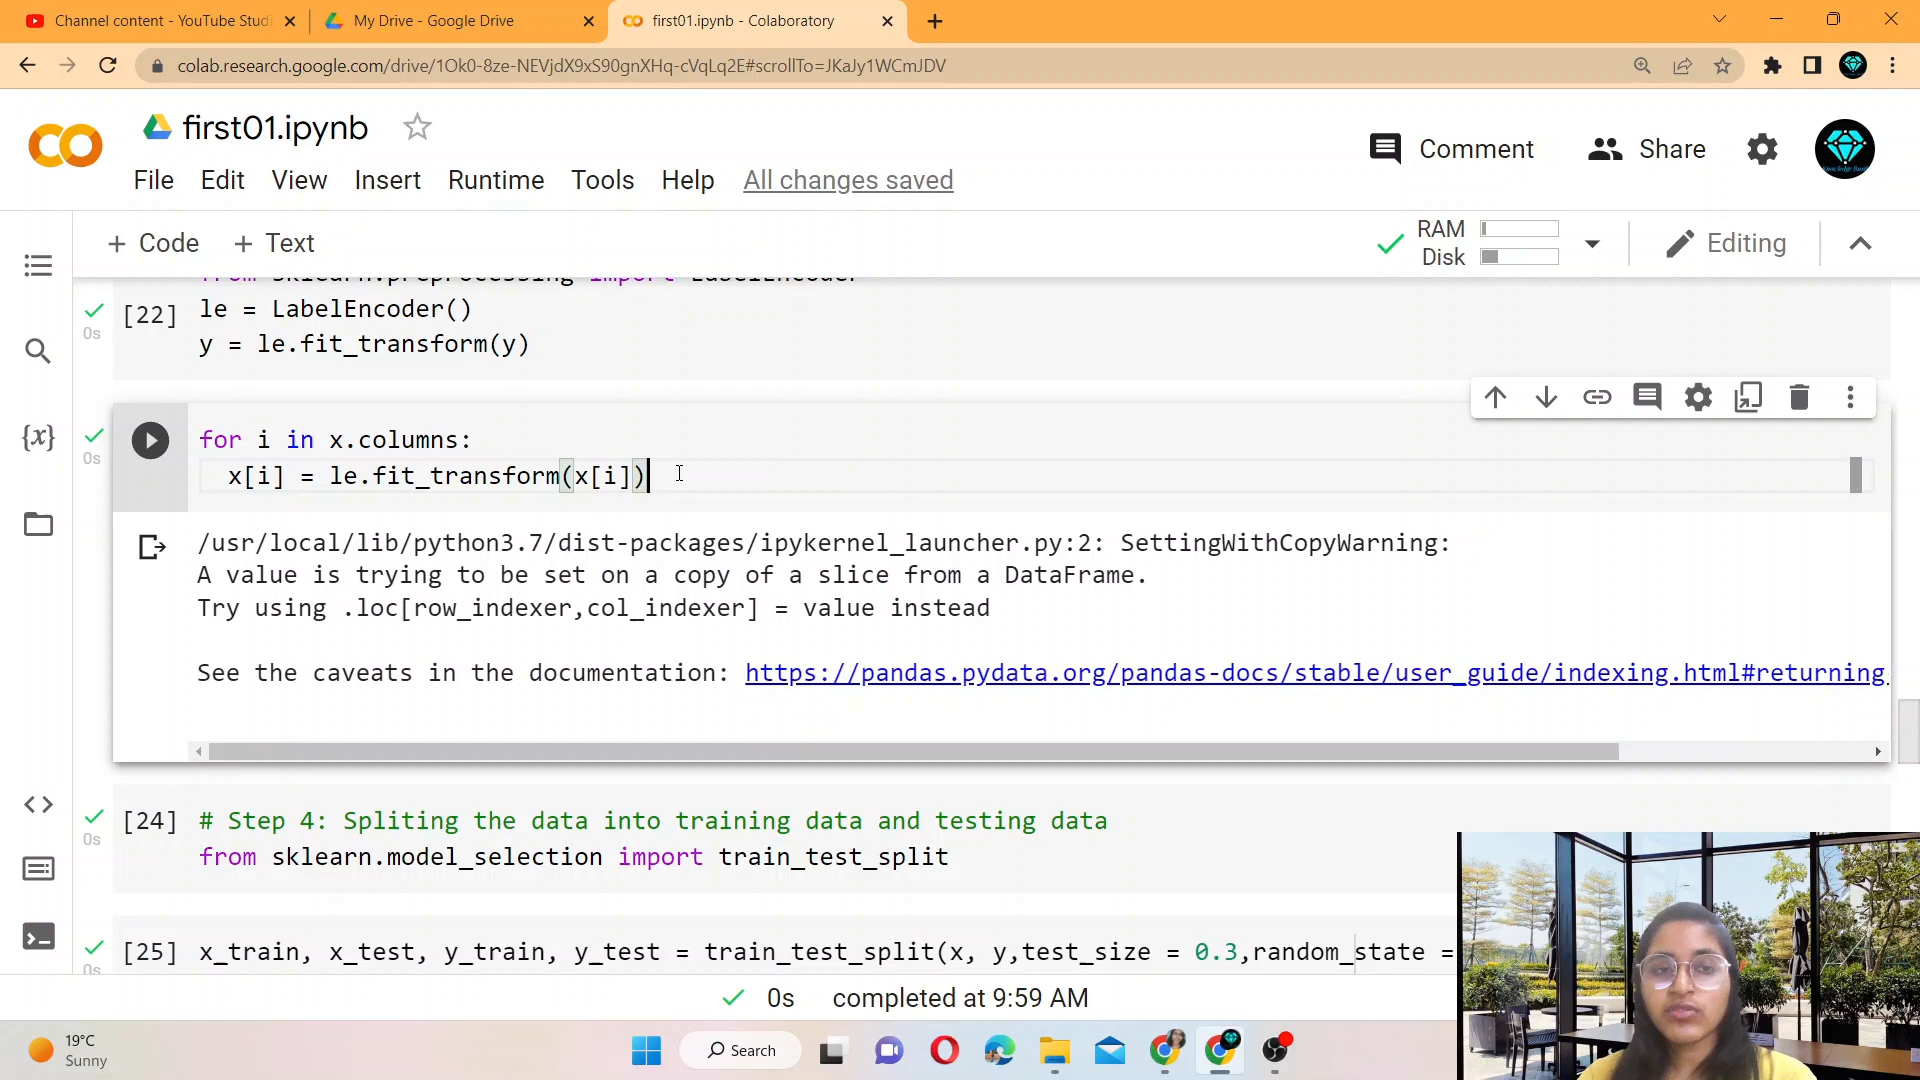 Channel content - YouTube Studi
My Drive - Google Drive
first01.ipynb - Colaboratory
colab.research.google.com/drive/1Ok0-8ze-NEVjdX9xS90gnXHq-cVqLq2E#scrollTo=JKaJy1WCmJDV
first01.ipynb
Comment
Share
File Edit View Insert Runtime Tools Help All changes saved
+ Code + Text
RAM
Disk
Editing
from sklearn.preprocessing import LabelEncoder
[22] le = LabelEncoder()
0s
y = le.fit_transform(y)
for i in x.columns:
0s
x[i] = le.fit_transform(x[i])
{x}
/usr/local/lib/python3.7/dist-packages/ipykernel_launcher.py:2: SettingWithCopyWarning:
A value is trying to be set on a copy of a slice from a DataFrame.
Try using .loc[row_indexer,col_indexer] = value instead
See the caveats in the documentation: https://pandas.pydata.org/pandas-docs/stable/user_guide/indexing.html#returning-
[24] # Step 4: Spliting the data into training data and testing data
0s
from sklearn.model_selection import train_test_split
[25] x_train, x_test, y_train, y_test = train_test_split(x, y,test_size = 0.3,random_state =
0s
0s completed at 9:59 AM
19°C
Sunny
Search